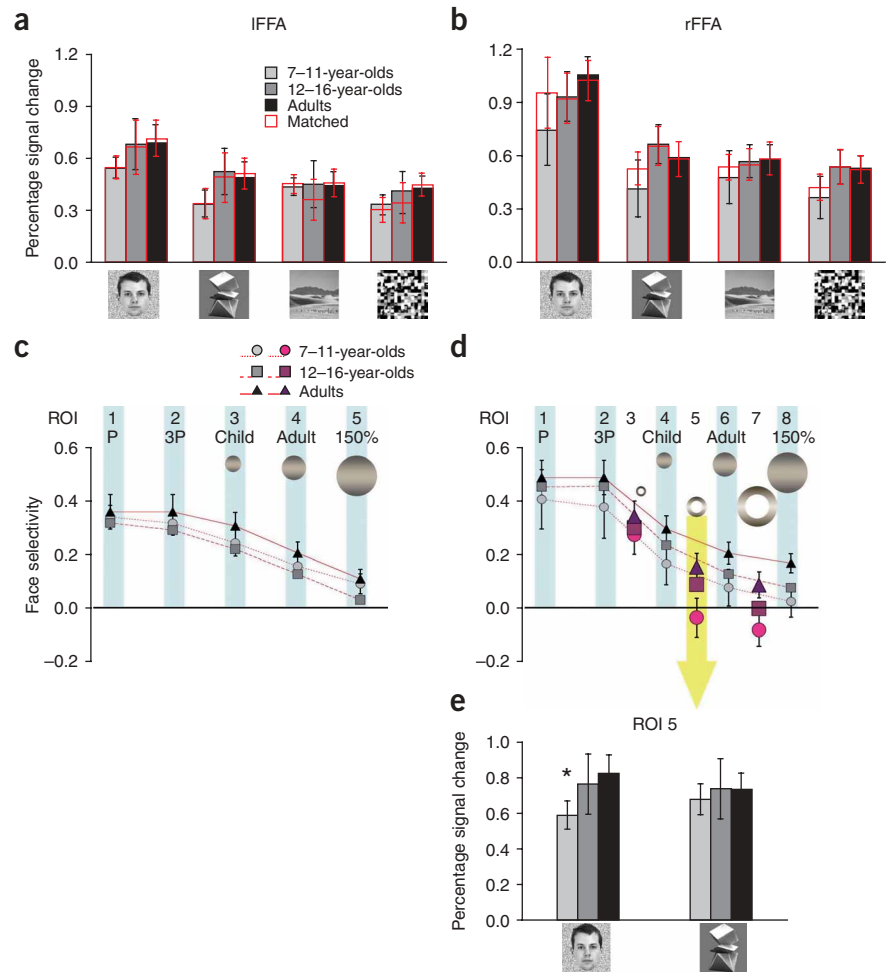 a
lFFA
Percentage signal change
1.2
0.9
0.6
0.3
0.0
7–11-year-olds
12–16-year-olds
Adults
Matched
b
rFFA
1.2
0.9
0.6
0.3
0.0
c
7–11-year-olds
12–16-year-olds
Adults
ROI 1 2 3 4 5
P 3P Child Adult 150%
Face selectivity
0.6
0.4
0.2
0.0
–0.2
d
ROI 1 2 3 4 5 6 7 8
P 3P Child Adult 150%
0.6
0.4
0.2
0.0
–0.2
e
ROI 5
Percentage signal change
1.0
0.8
0.6
0.4
0.2
0.0
*